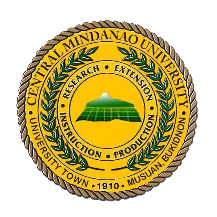 CENTRAL MINDANAO UNIVERSITY
RESEARCH • EXTENSION
INSTRUCTION • PRODUCTION
UNIVERSITY TOWN • 1910 • MUSUAN, BUKIDNON